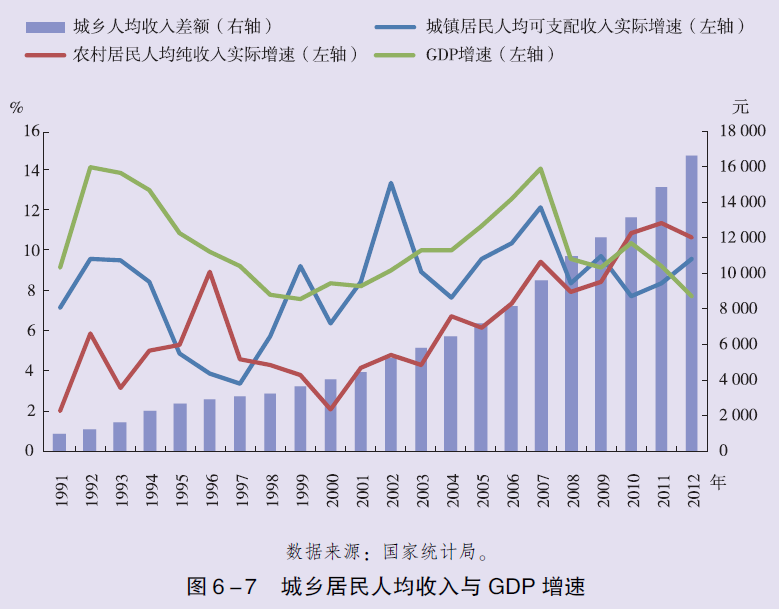 城乡人均收入差额（右轴） 城镇居民人均可支配收入实际增速（左轴）
农村居民人均纯收入实际增速（左轴） GDP增速（左轴）
% 元
16 18 000
14 16 000
12 14 000
10 12 000
8 10 000
6 8 000
4 6 000
2 4 000
0 2 000
0
1991 1992 1993 1994 1995 1996 1997 1998 1999 2000 2001 2002 2003 2004 2005 2006 2007 2008 2009 2010 2011 2012 年
数据来源：国家统计局。
图 6-7 城乡居民人均收入与 GDP 增速